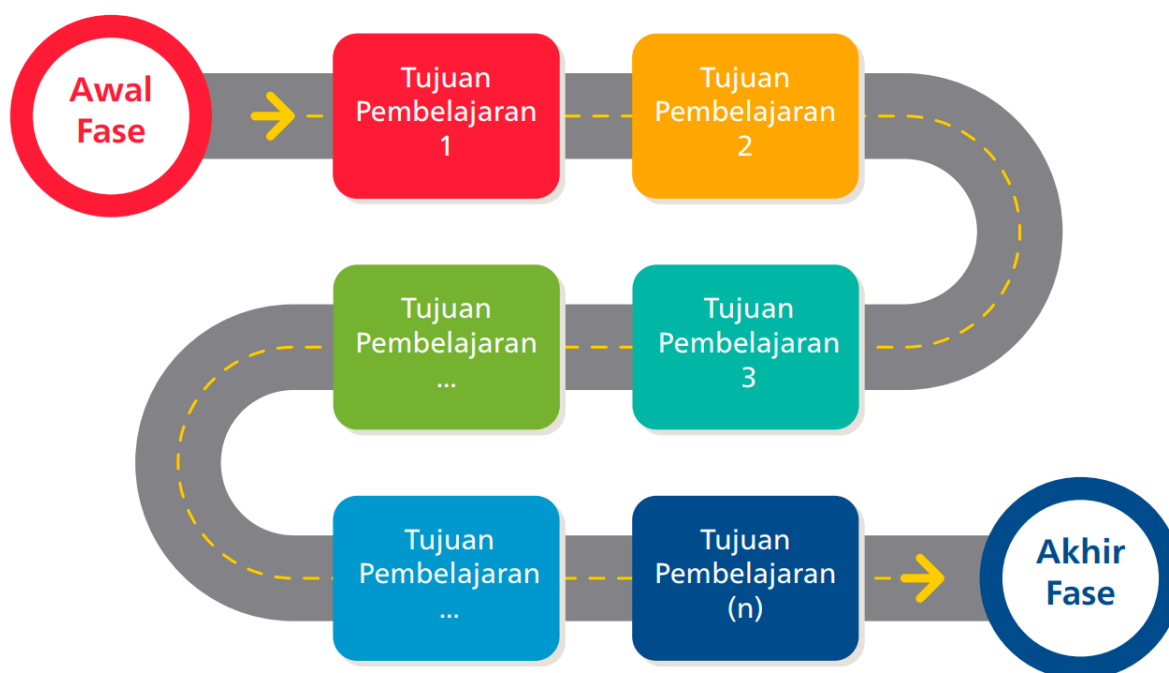 Awal
Fase
Tujuan
Pembelajaran
1
Tujuan
Pembelajaran
2
Tujuan
Pembelajaran
3
Tujuan
Pembelajaran
...
Tujuan
Pembelajaran
...
Tujuan
Pembelajaran
(n)
Akhir
Fase